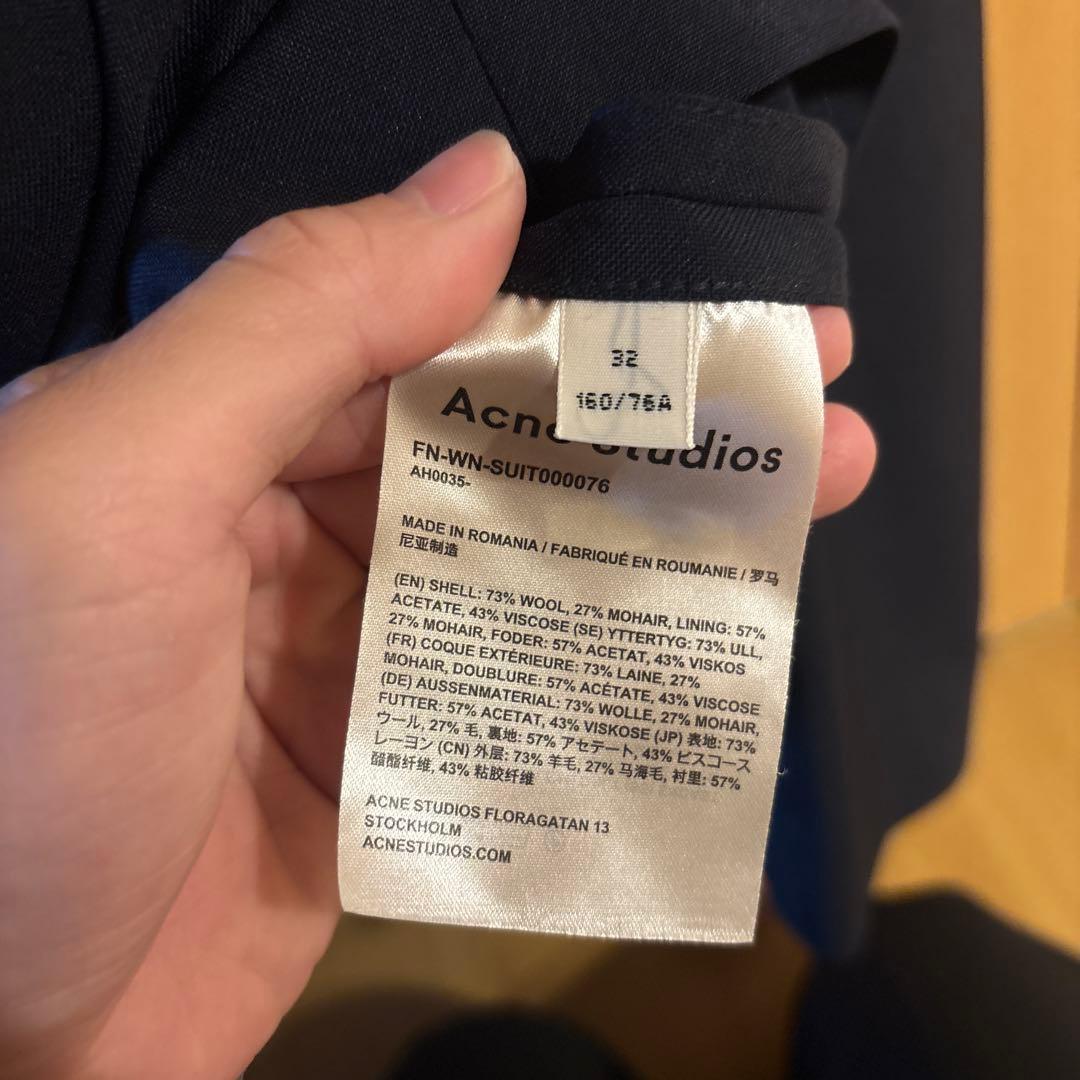 32
160/76A
Acne Studios
FN-WN-SUIT000076
AH0035-
MADE IN ROMANIA / FABRIQUÉ EN ROUMANIE / 罗马
尼亚制造
(EN) SHELL: 73% WOOL, 27% MOHAIR, LINING: 57%
ACETATE, 43% VISCOSE (SE) YTTERTYG: 73% ULL,
27% MOHAIR, FODER: 57% ACETAT, 43% VISKOS
(FR) COQUE EXTÉRIEURE: 73% LAINE, 27%
MOHAIR, DOUBLURE: 57% ACÉTATE, 43% VISCOSE
(DE) AUSSENMATERIAL: 73% WOLLE, 27% MOHAIR,
FUTTER: 57% ACETAT, 43% VISKOSE (JP) 表地: 73%
ウール, 27% 毛, 裏地: 57% アセテート, 43% ビスコース
レーヨン (CN) 外层: 73% 羊毛, 27% 马海毛, 衬里: 57%
醋酯纤维, 43% 粘胶纤维
ACNE STUDIOS FLORAGATAN 13
STOCKHOLM
ACNESTUDIOS.COM